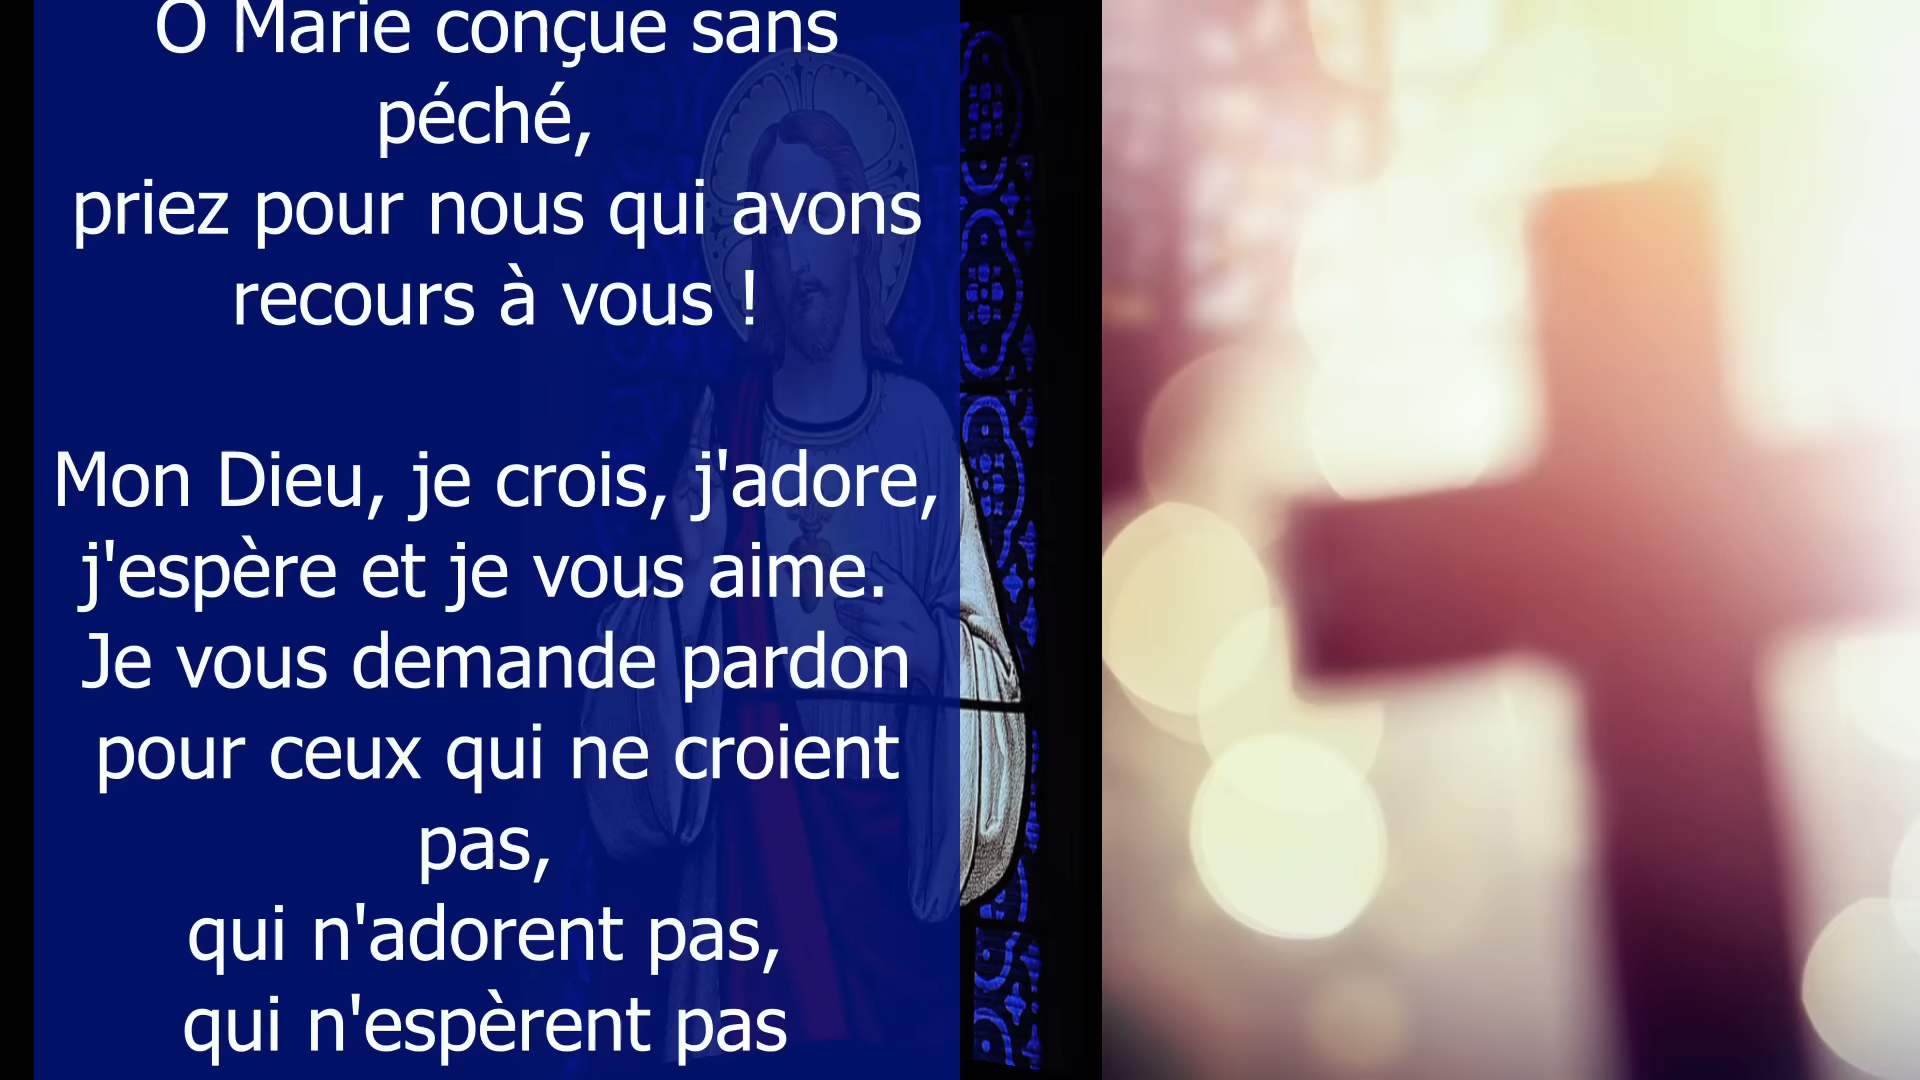 O Marie conçue sans
péché,
priez pour nous qui avons
recours à vous !
Mon Dieu, je crois, j'adore,
j'espère et je vous aime.
Je vous demande pardon
pour ceux qui ne croient
pas,
qui n'adorent pas,
qui n'espèrent pas